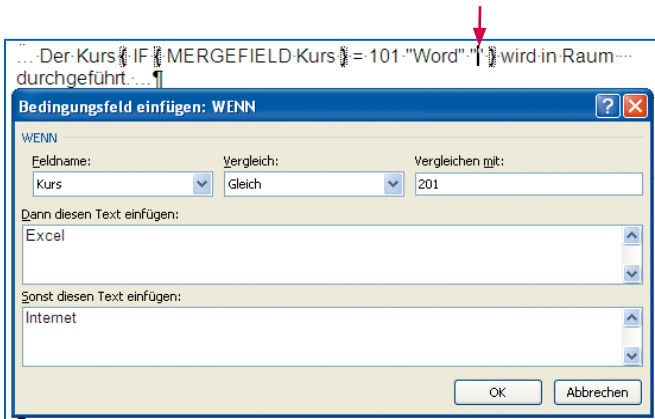 ... Der Kurs { IF { MERGEFIELD Kurs } = 101 "Word" "" } wird in Raum ...
durchgeführt. ...¶
Bedingungsfeld einfügen: WENN
WENN
Feldname: Vergleich: Vergleichen mit:
Kurs Gleich 201
Dann diesen Text einfügen:
Excel
Sonst diesen Text einfügen:
Internet
OK Abbrechen